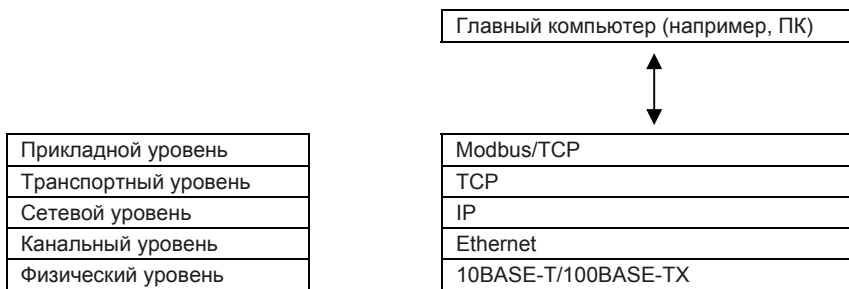 Главный компьютер (например, ПК)
Прикладной уровень Modbus/TCP
Транспортный уровень TCP
Сетевой уровень IP
Канальный уровень Ethernet
Физический уровень 10BASE-T/100BASE-TX